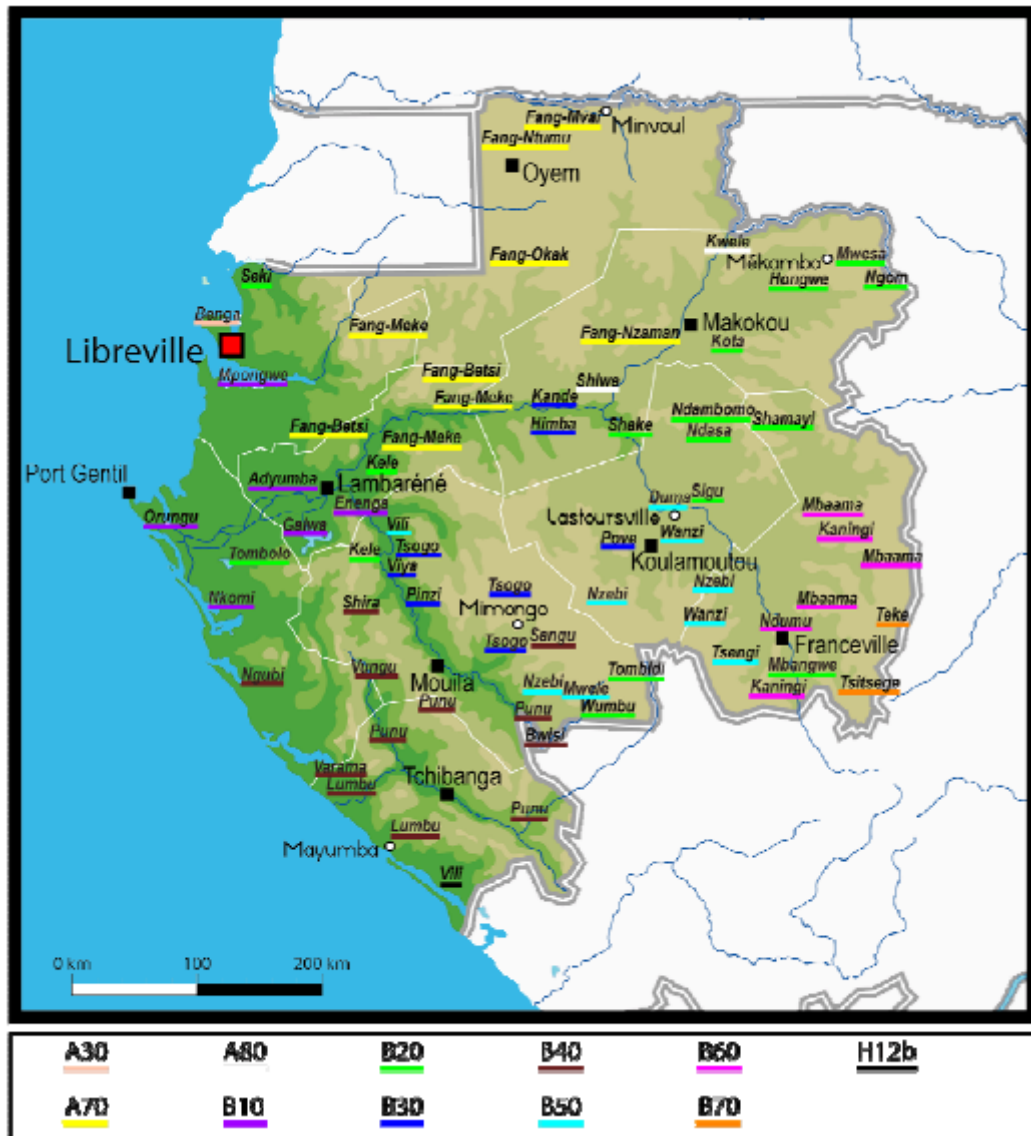 Fang-Mvai
Minvoul
Fang-Ntumu
Oyem
Kwele
Fang-Okak
Mékambo
Mwesa
Seki
Hongwe
Ngom
Benga
Fang-Meke
Fang-Nzaman
Makokou
Libreville
Kota
Mpongwe
Fang-Betsi
Shiwe
Fang-Meke
Kande
Ndambomo
Shamayi
Fang-Betsi
Himba
Shake
Ndasa
Fang-Meke
Kele
Port Gentil
Adyumba
Lambaréné
Duma
Sigu
Enenga
Mbaama
Orungu
Galwa
Vili
Lastoursville
Wanzi
Kaningi
Tombolo
Kele
Tsogo
Pove
Koulamoutou
Mbaama
Viya
Nkomi
Shira
Pinzi
Tsogo
Nzebi
Nzebi
Mbaama
Mimongo
Wanzi
Ndumu
Teke
Tsogo
Sangu
Franceville
Ngubi
Vungu
Mouila
Tombidi
Tsengi
Mbangwe
Punu
Nzebi
Mwele
Kaningi
Tsitsege
Punu
Punu
Wumbu
Bwisi
Varama
Lumbu
Tchibanga
Punu
Lumbu
Mayumba
Vili
0 km 100 200 km
A30 A80 B20 B40 B60 H12b
A70 B10 B30 B50 B70